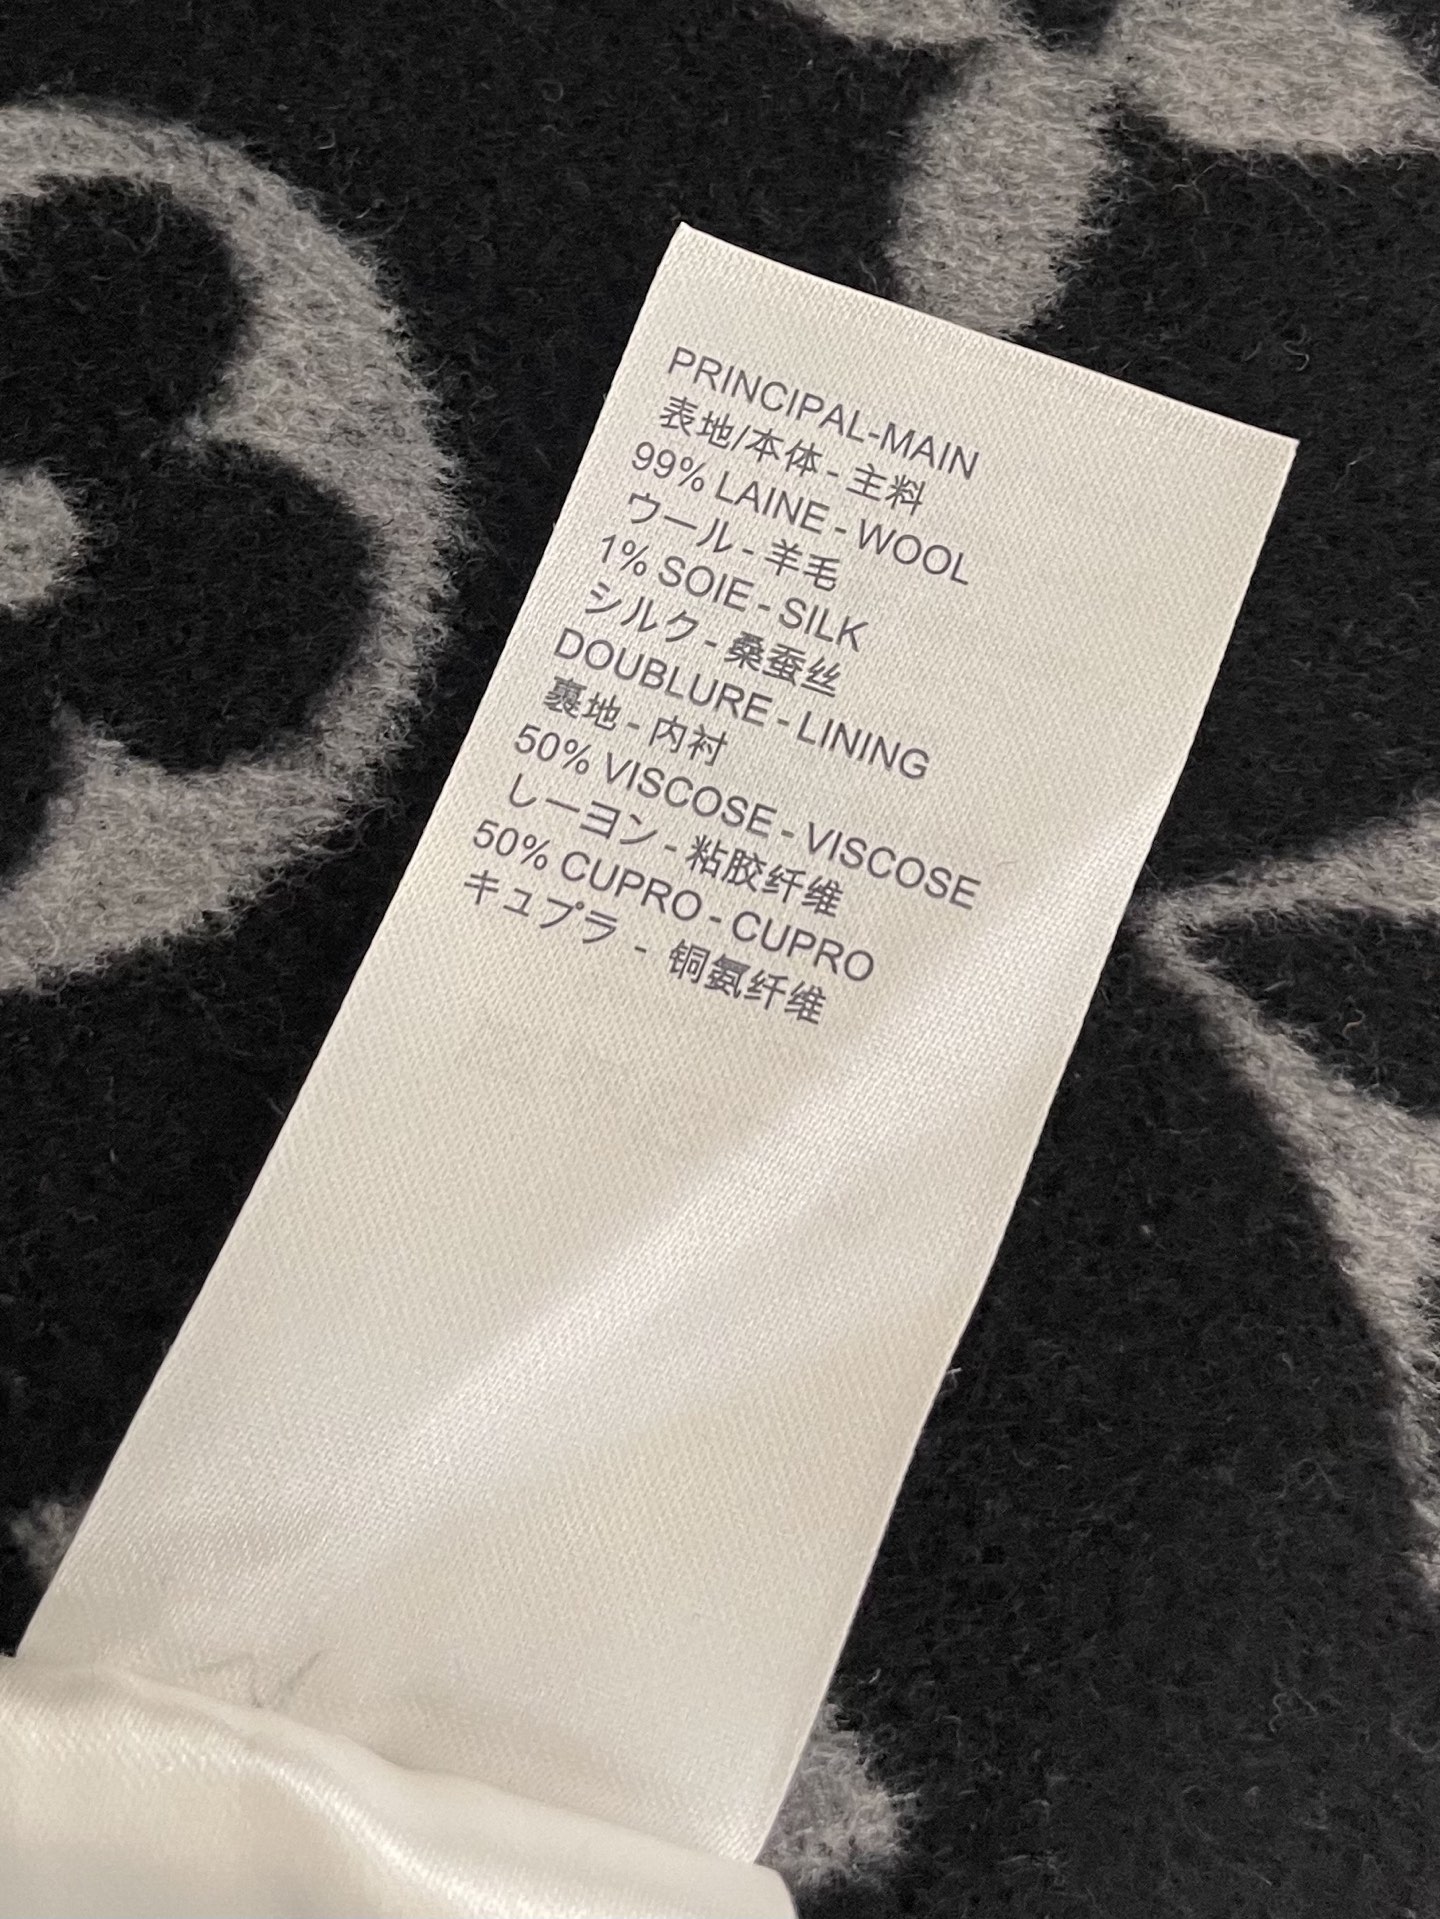 PRINCIPAL-MAIN
表地/本体 - 主料
99% LAINE - WOOL
ウール - 羊毛
1% SOIE - SILK
シルク - 桑蚕丝
DOUBLURE - LINING
裏地 - 内衬
50% VISCOSE - VISCOSE
しーヨン - 粘胶纤维
50% CUPRO - CUPRO
キュプラ - 铜氨纤维